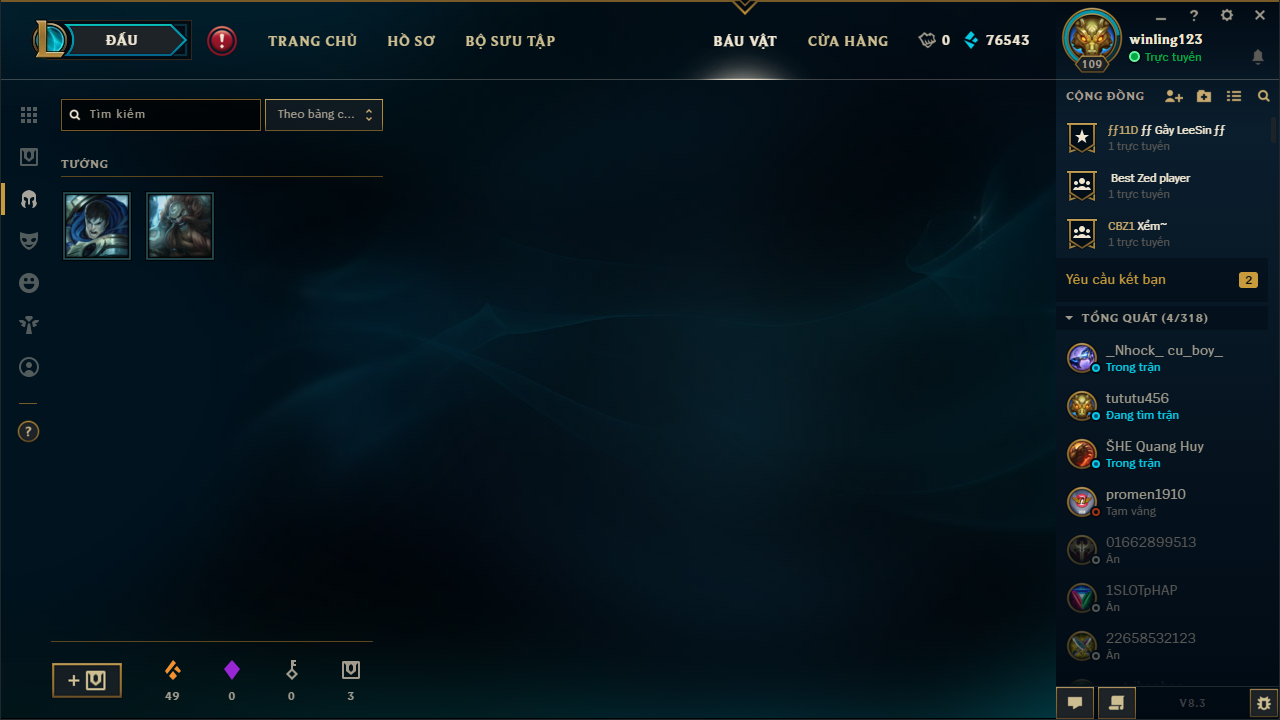 ĐẤU
TRANG CHỦ
HỒ SƠ
BỘ SƯU TẬP
BÁU VẬT
CỬA HÀNG
0
76543
109
winling123
Trực tuyến
Tìm kiếm
Theo bảng c...
TƯỚNG
CỘNG ĐỒNG
ƒƒ11D ƒƒ Gầy LeeSin ƒƒ
1 trực tuyến
Best Zed player
1 trực tuyến
CBZ1 Xẻm~
1 trực tuyến
Yêu cầu kết bạn
2
TỔNG QUÁT (4/318)
_Nhock_ cu_boy_
Trong trận
tututu456
Đang tìm trận
ŠHE Quang Huy
Trong trận
promen1910
Tạm vắng
01662899513
Ẩn
1SLOTpHAP
Ẩn
22658532123
Ẩn
49
0
0
3
V8.3